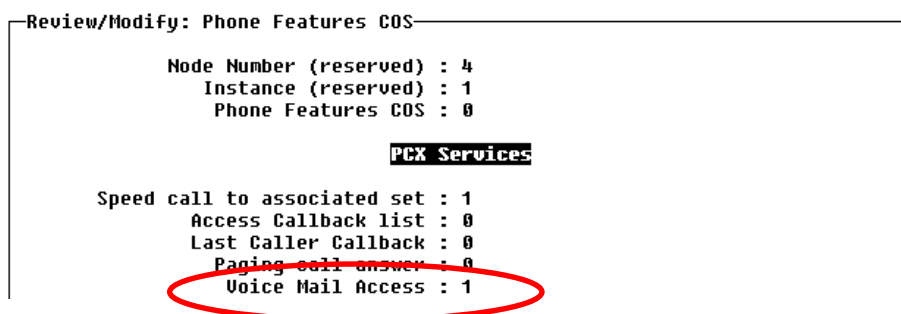 Review/Modify: Phone Features COS
Node Number (reserved) : 4
Instance (reserved) : 1
Phone Features COS : 0
PCX Services
Speed call to associated set : 1
Access Callback list : 0
Last Caller Callback : 0
Paging call answer : 0
Voice Mail Access : 1